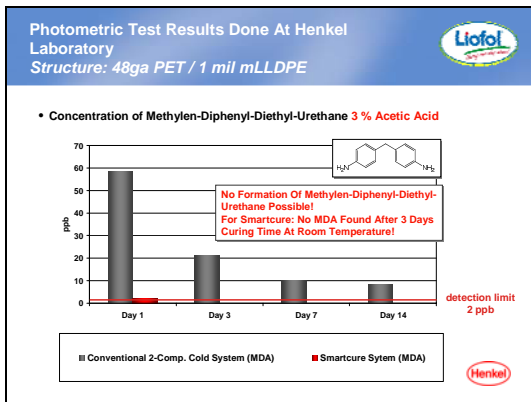 Photometric Test Results Done At Henkel
Laboratory
Structure: 48ga PET / 1 mil mLLDPE
Liofol
• Concentration of Methylen-Diphenyl-Diethyl-Urethane 3 % Acetic Acid
70
60
50
40
30
20
10
0
ppb
H₂N
NH₂
No Formation Of Methylen-Diphenyl-Diethyl-
Urethane Possible!
For Smartcure: No MDA Found After 3 Days
Curing Time At Room Temperature!
Day 1
Day 3
Day 7
Day 14
detection limit
2 ppb
Conventional 2-Comp. Cold System (MDA)
Smartcure Sytem (MDA)
Henkel